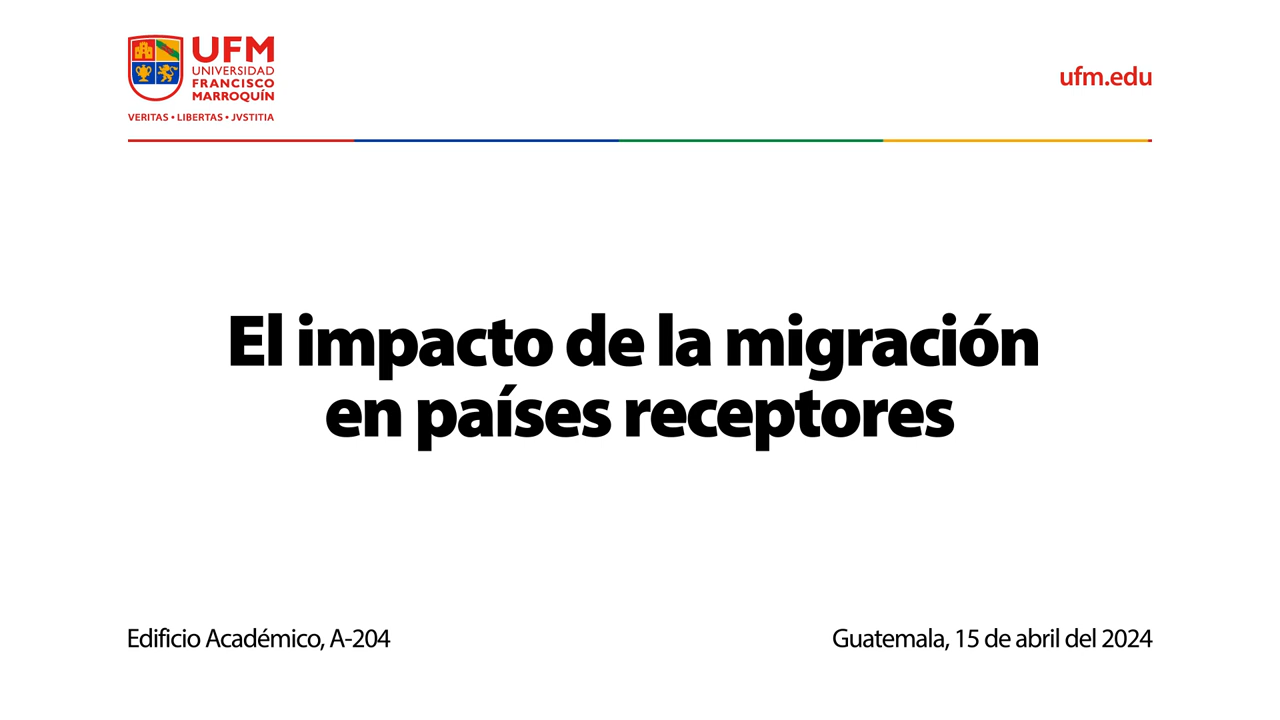 UFM
UNIVERSIDAD
FRANCISCO
MARROQUÍN
VERITAS • LIBERTAS • JVSTITIA
ufm.edu
El impacto de la migración
en países receptores
Edificio Académico, A-204
Guatemala, 15 de abril del 2024